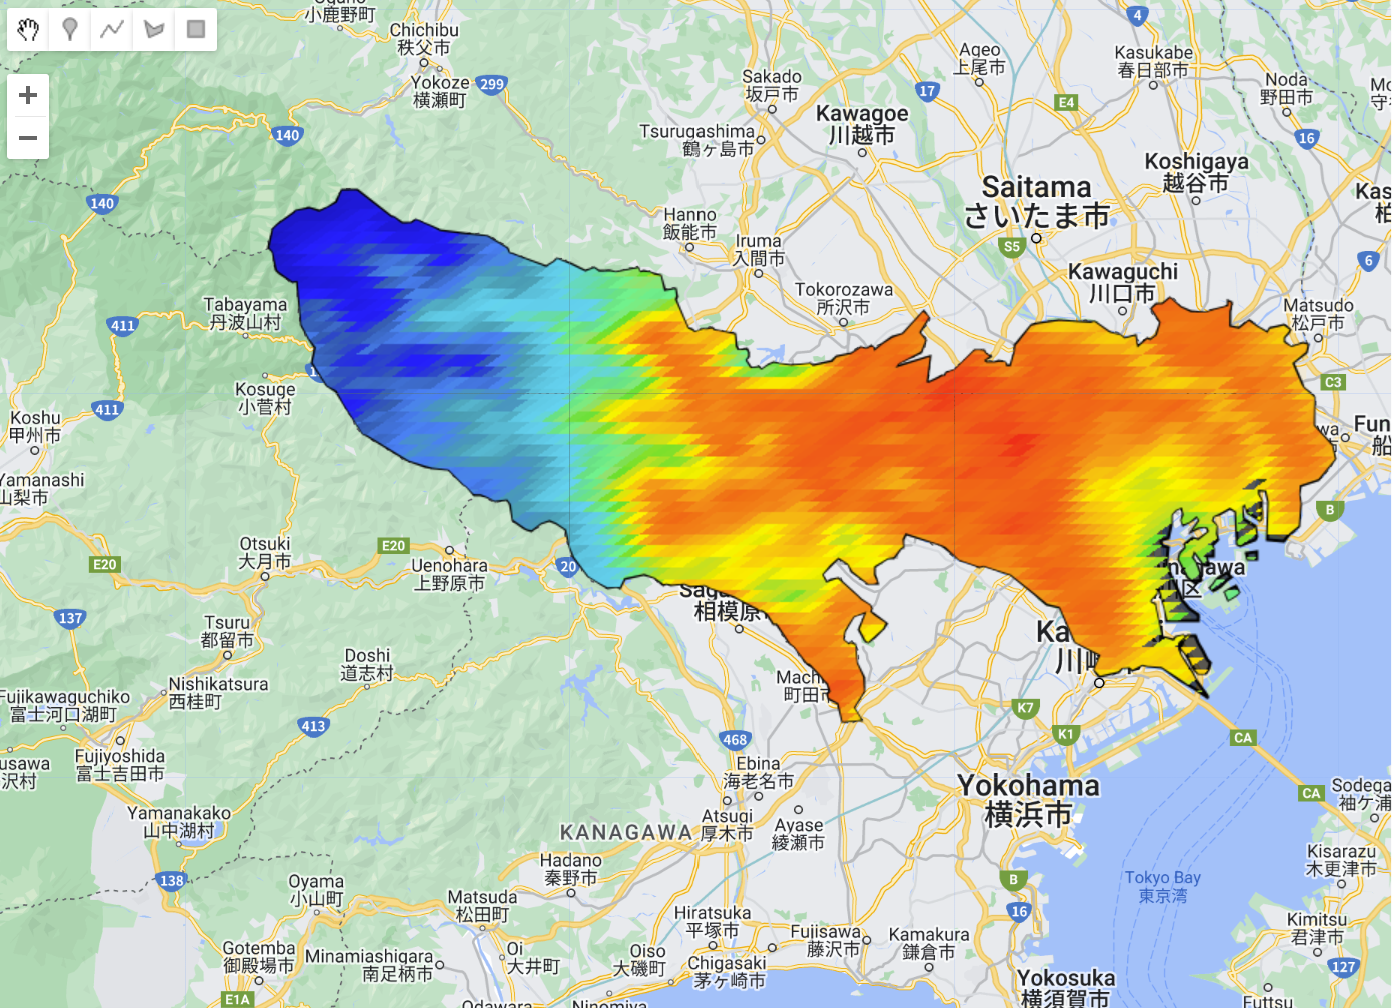 小鹿野町
Chichibu
秩父市
Yokoze
横瀬町
299
140
140
Ageo
上尾市
4
Kasukabe
春日部市
17
E4
Noda
野田市
16
Sakado
坂戸市
Kawagoe
川越市
Tsurugashima
鶴ヶ島市
Koshigaya
越谷市
Saitama
さいたま市
S5
Kas
柏
6
Hanno
飯能市
Iruma
入間市
Tokorozawa
所沢市
Kawaguchi
川口市
Matsudo
松戸市
Tabayama
丹波山村
411
Kosuge
小菅村
411
Koshu
甲州市
C3
Fun
船
wa
Yamanashi
山梨市
B
E20
Otsuki
大月市
E20
Uenohara
上野原市
20
137
Tsuru
都留市
Doshi
道志村
相模原
Machi
町田市
Ka
川
Fujikawaguchiko
富士河口湖町
Nishikatsura
西桂町
413
Fujiyoshida
富士吉田市
usawa
沢村
K7
K1
CA
CA
468
Yamanakako
山中湖村
Ebina
海老名市
Yokohama
横浜市
Sodega
袖ケ浦
KANAGAWA
Atsugi
厚木市
Ayase
綾瀬市
Hadano
秦野市
138
Oyama
小山町
Matsuda
松田町
B
16
Tokyo Bay
東京湾
Kisarazu
木更津市
Hiratsuka
平塚市
Fujisawa
藤沢市
Kamakura
鎌倉市
Kimitsu
君津市
127
Gotemba
御殿場市
Minamiashigara
南足柄市
Oi
大井町
Oiso
大磯町
Chigasaki
茅ヶ崎市
Yokosuka
横須賀市
E1A
Odawara
Ninomiya
Futtsu